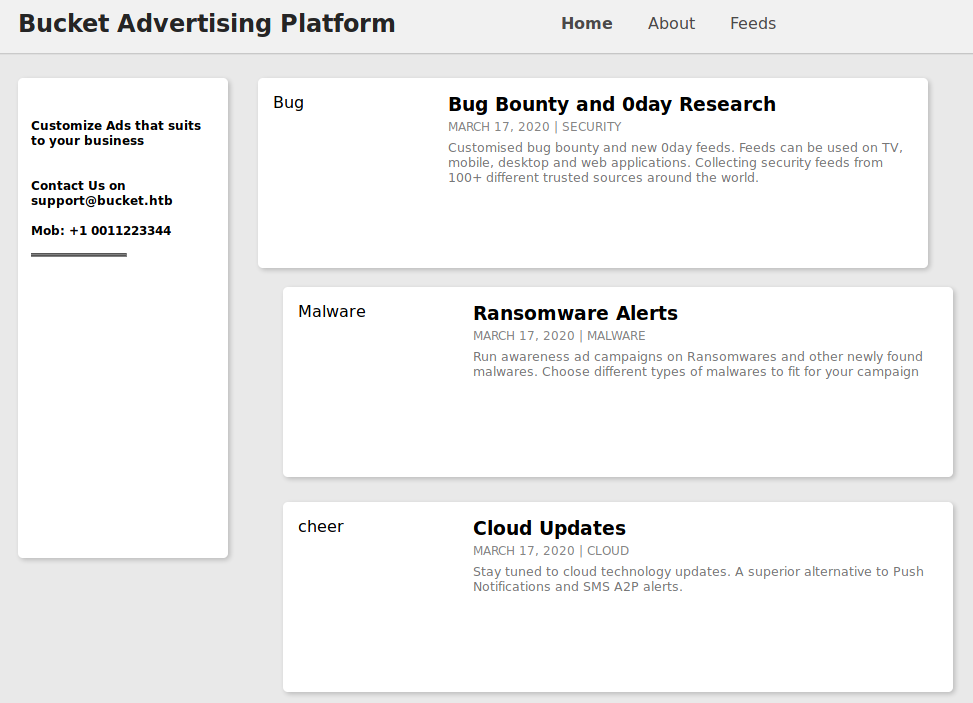 Bucket Advertising Platform
Home About Feeds
Customize Ads that suits
to your business
Contact Us on
support@bucket.htb
Mob: +1 0011223344
Bug
Bug Bounty and 0day Research
MARCH 17, 2020 | SECURITY
Customised bug bounty and new 0day feeds. Feeds can be used on TV,
mobile, desktop and web applications. Collecting security feeds from
100+ different trusted sources around the world.
Malware
Ransomware Alerts
MARCH 17, 2020 | MALWARE
Run awareness ad campaigns on Ransomwares and other newly found
malwares. Choose different types of malwares to fit for your campaign
cheer
Cloud Updates
MARCH 17, 2020 | CLOUD
Stay tuned to cloud technology updates. A superior alternative to Push
Notifications and SMS A2P alerts.